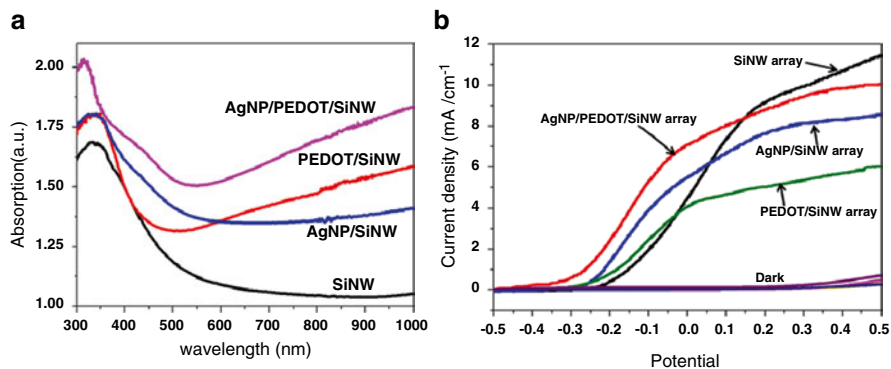 a
2.00
1.75
1.50
1.25
1.00
Absorption(a.u.)
AgNP/PEDOT/SiNW
PEDOT/SiNW
AgNP/SiNW
SiNW
300 400 500 600 700 800 900 1000
wavelength (nm)
b
12
10
8
6
4
2
0
Current density (mA /cm-1
SiNW array
AgNP/PEDOT/SiNW array
AgNP/SiNW array
PEDOT/SiNW array
Dark
-0.5 -0.4 -0.3 -0.2 -0.1 0.0 0.1 0.2 0.3 0.4 0.5
Potential